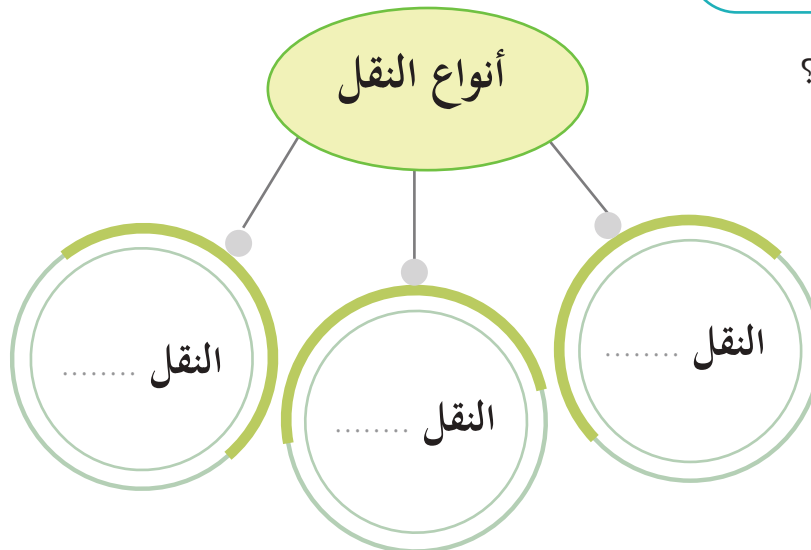 ؟
أنواع النقل
النقل ........
النقل ........
النقل ........